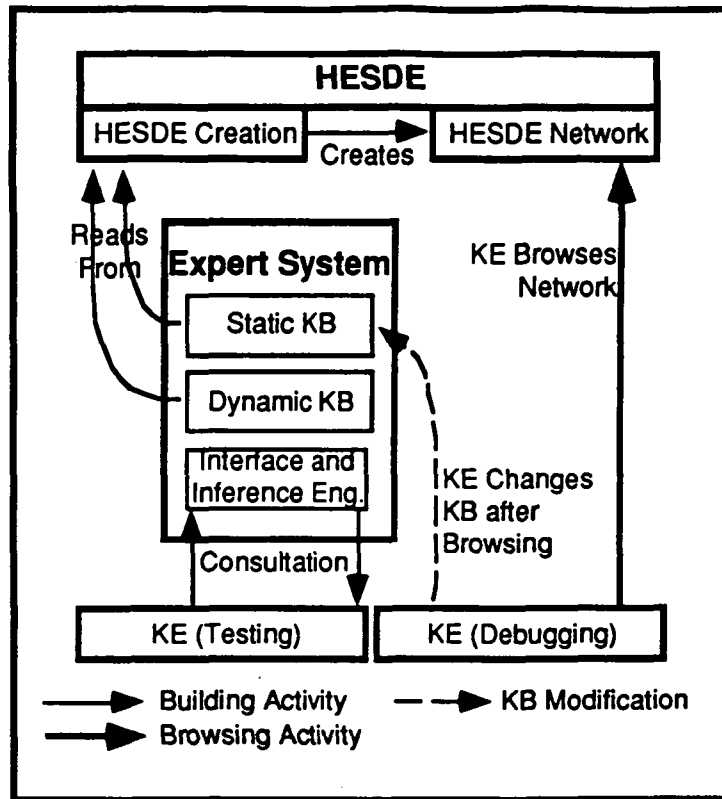 HESDE
HESDE Creation
HESDE Network
Creates
Reads
From
Expert System
KE Browses
Network
Static KB
Dynamic KB
Interface and
Inference Eng.
KE Changes
KB after
Browsing
Consultation
KE (Testing)
KE (Debugging)
Building Activity
KB Modification
Browsing Activity